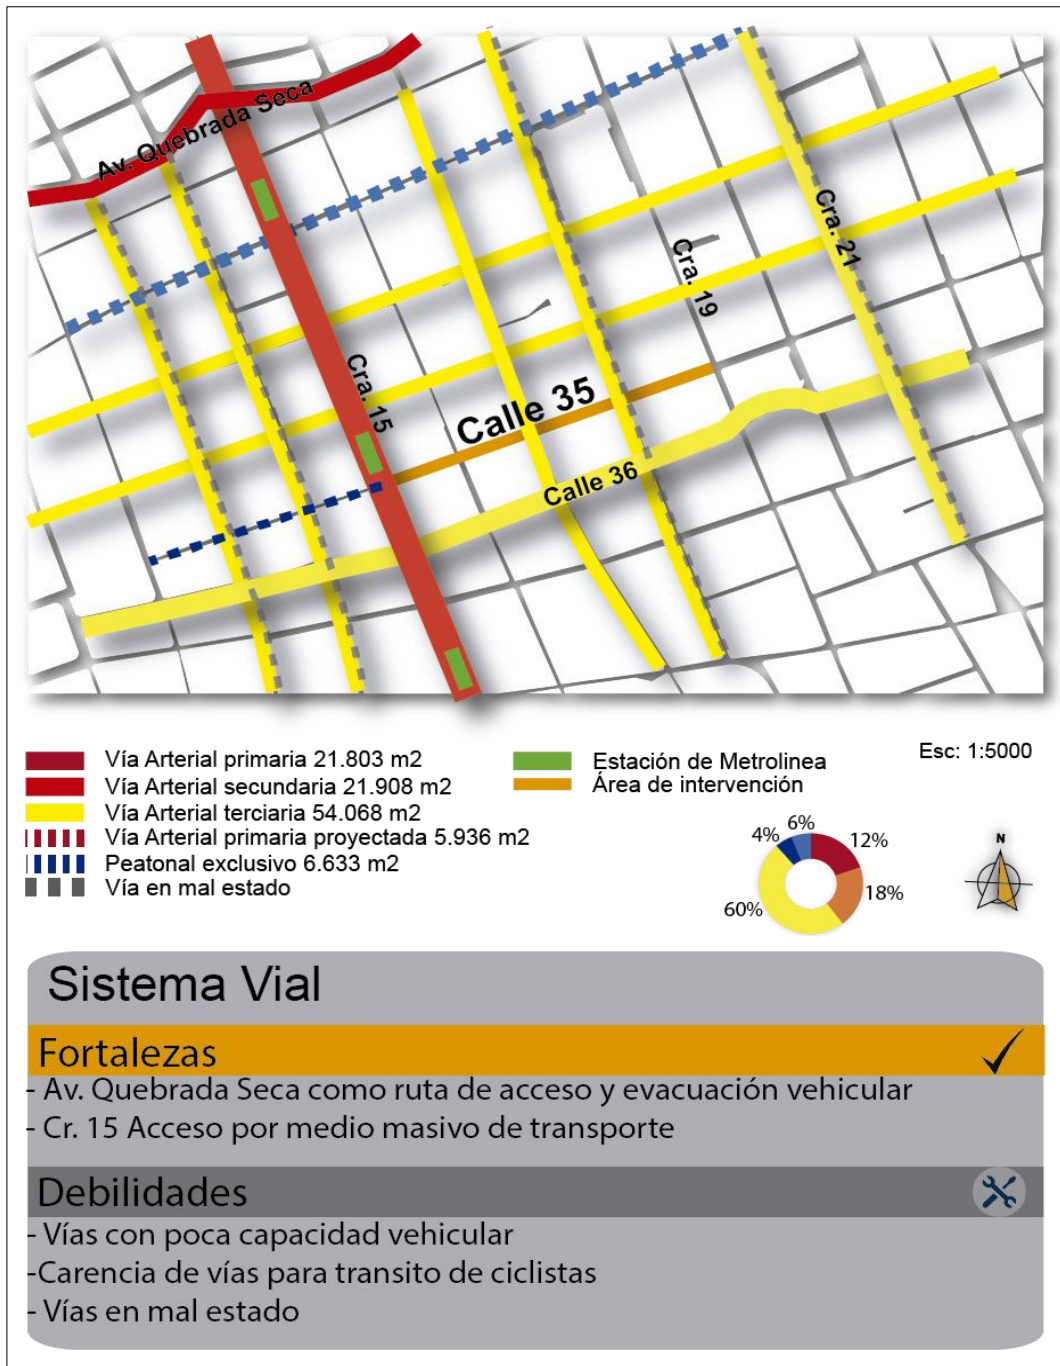 Av. Quebrada Seca
Cra. 21
Cra. 19
Cra. 15
Calle 35
Calle 36
Vía Arterial primaria 21.803 m2
Vía Arterial secundaria 21.908 m2
Vía Arterial terciaria 54.068 m2
Vía Arterial primaria proyectada 5.936 m2
Peatonal exclusivo 6.633 m2
Vía en mal estado
Estación de Metrolinea
Área de intervención
Esc: 1:5000
6%
4%
12%
18%
60%
N
Sistema Vial
Fortalezas
- Av. Quebrada Seca como ruta de acceso y evacuación vehicular
- Cr. 15 Acceso por medio masivo de transporte
Debilidades
- Vías con poca capacidad vehicular
-Carencia de vías para transito de ciclistas
- Vías en mal estado